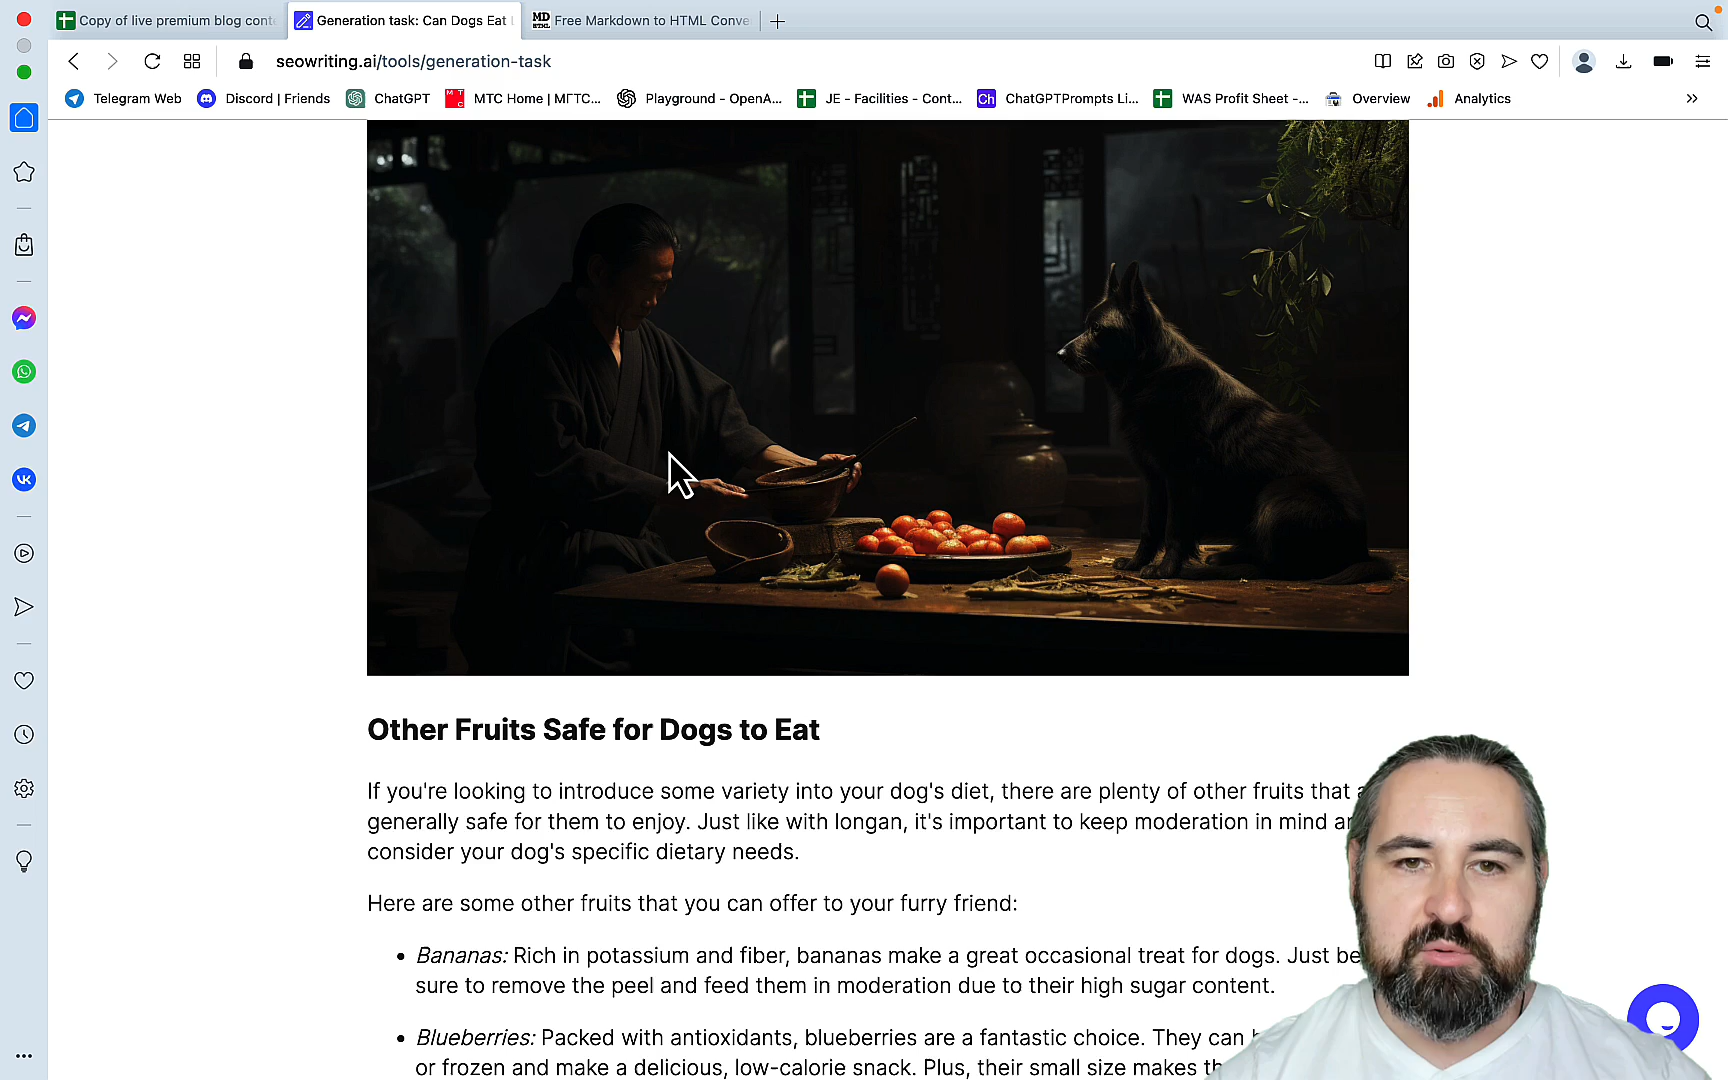 Copy of live premium blog conte
Generation task: Can Dogs Eat
MD
HTML
Free Markdown to HTML Conve
seowriting.ai/tools/generation-task
Telegram Web
Discord | Friends
ChatGPT
MTC Home | МГТС...
Playground - OpenA...
JE - Facilities - Cont...
Ch
ChatGPTPrompts Li...
WAS Profit Sheet -...
Overview
Analytics
Other Fruits Safe for Dogs to Eat
If you're looking to introduce some variety into your dog's diet, there are plenty of other fruits that
generally safe for them to enjoy. Just like with longan, it's important to keep moderation in mind
consider your dog's specific dietary needs.
Here are some other fruits that you can offer to your furry friend:
Bananas: Rich in potassium and fiber, bananas make a great occasional treat for dogs. Just be
sure to remove the peel and feed them in moderation due to their high sugar content.
Blueberries: Packed with antioxidants, blueberries are a fantastic choice. They can
or frozen and make a delicious, low-calorie snack. Plus, their small size makes